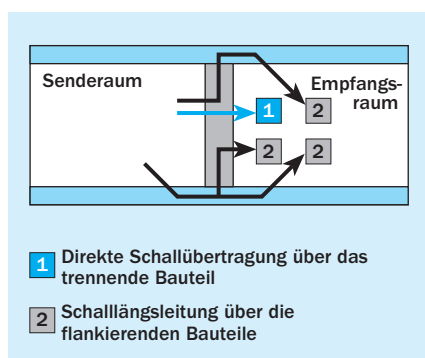 Senderaum
Empfangs-
raum
1
2
2
2
1 Direkte Schallübertragung über das
trennende Bauteil
2 Schalllängsleitung über die
flankierenden Bauteile